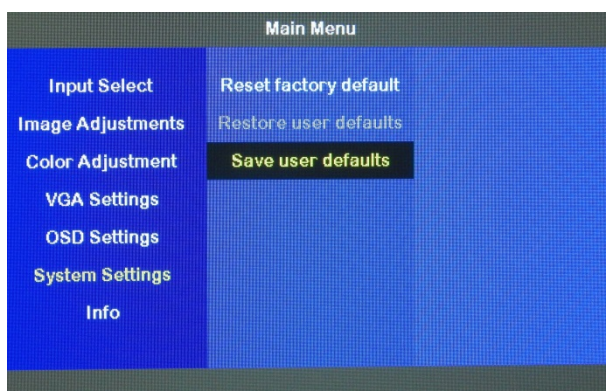 Main Menu
Input Select
Image Adjustments
Color Adjustment
VGA Settings
OSD Settings
System Settings
Info
Reset factory default
Restore user defaults
Save user defaults